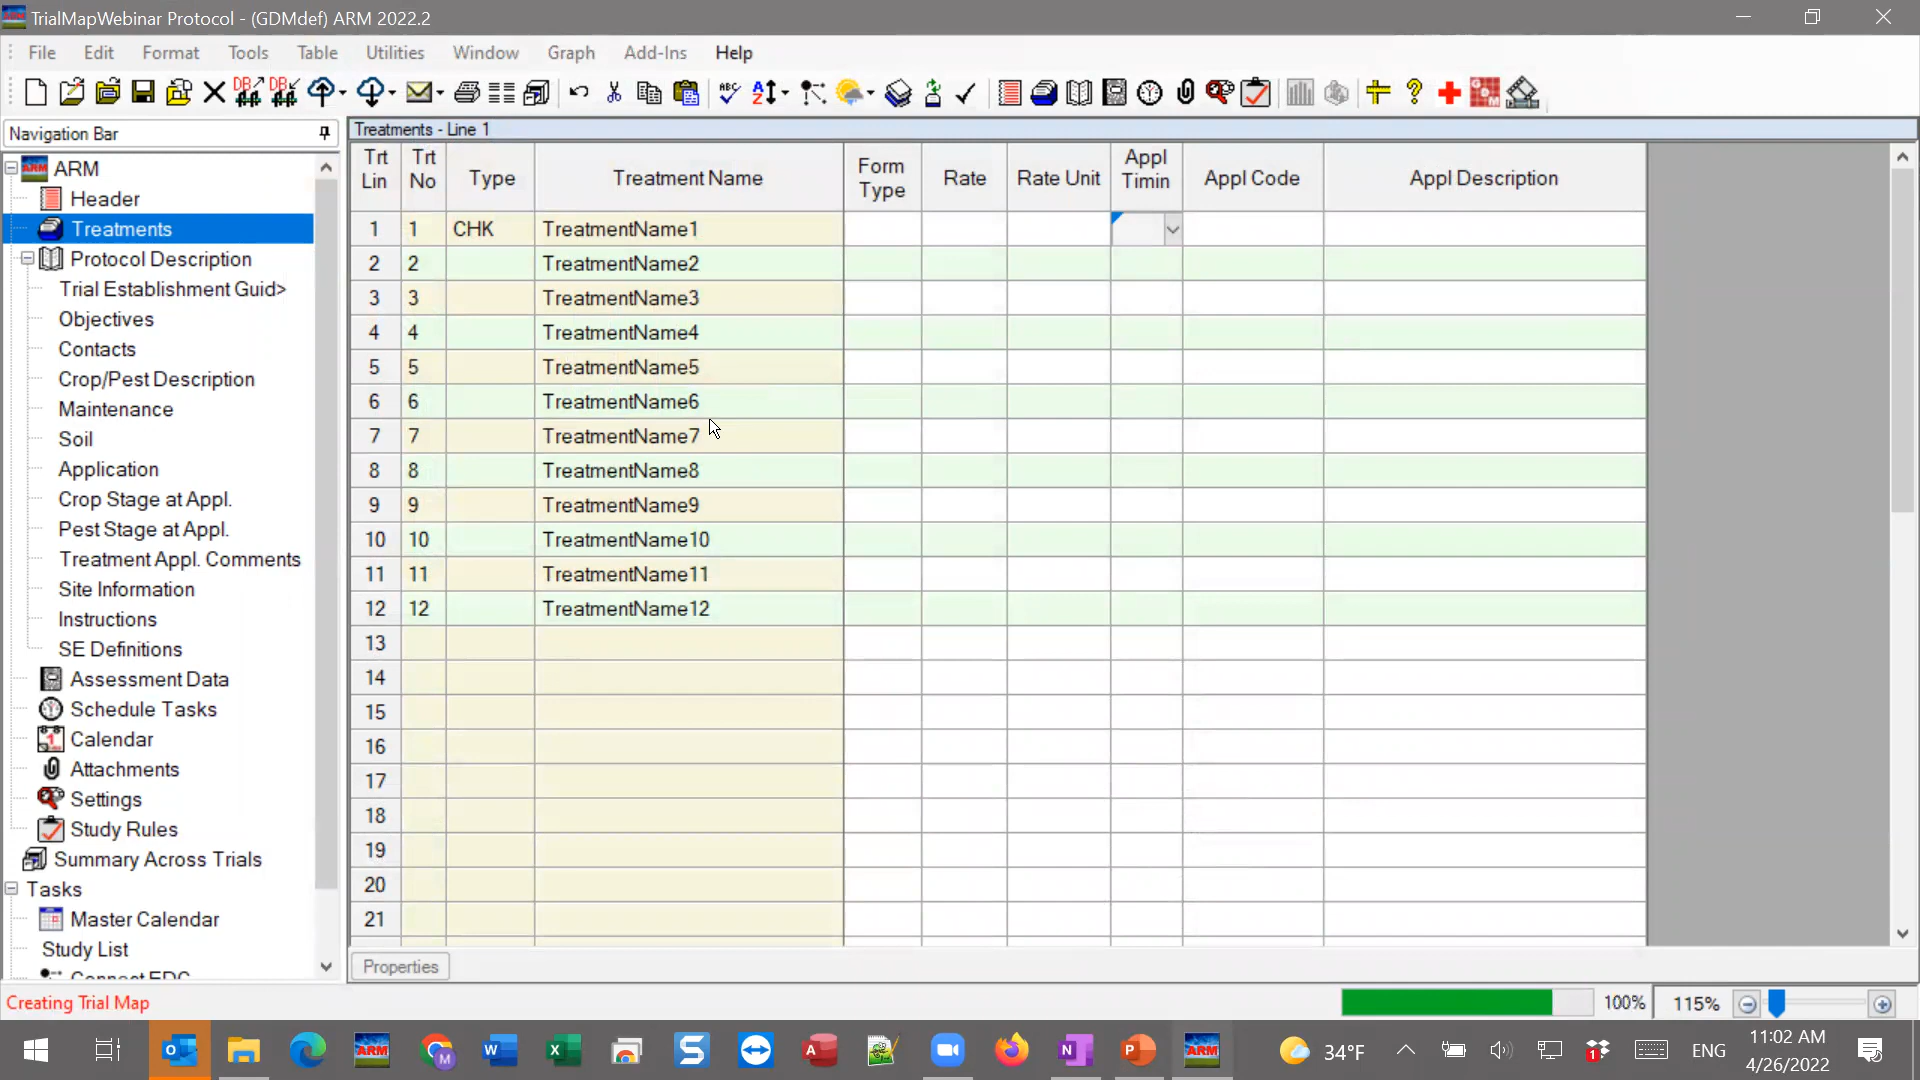 TrialMapWebinar Protocol - (GDMdef) ARM 2022.2
File Edit Format Tools Table Utilities Window Graph Add-Ins Help
Navigation Bar
ARM
Header
Treatments
Protocol Description
Trial Establishment Guid>
Objectives
Contacts
Crop/Pest Description
Maintenance
Soil
Application
Crop Stage at Appl.
Pest Stage at Appl.
Treatment Appl. Comments
Site Information
Instructions
SE Definitions
Assessment Data
Schedule Tasks
Calendar
Attachments
Settings
Study Rules
Summary Across Trials
Tasks
Master Calendar
Study List
Connect EDC
Treatments - Line 1
Trt Lin Trt No Type Treatment Name Form Type Rate Rate Unit Appl Timin Appl Code Appl Description
1 1 CHK TreatmentName1
2 2 TreatmentName2
3 3 TreatmentName3
4 4 TreatmentName4
5 5 TreatmentName5
6 6 TreatmentName6
7 7 TreatmentName7
8 8 TreatmentName8
9 9 TreatmentName9
10 10 TreatmentName10
11 11 TreatmentName11
12 12 TreatmentName12
13
14
15
16
17
18
19
20
21
Properties
Creating Trial Map 100% 115%
34°F ENG 11:02 AM
4/26/2022